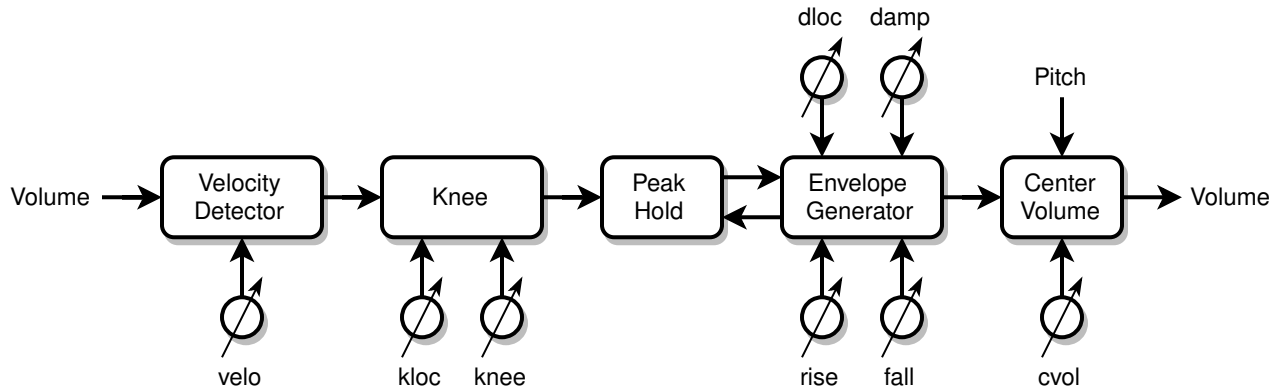 dloc
damp
Pitch
Volume
Velocity
Detector
Knee
Peak
Hold
Envelope
Generator
Center
Volume
Volume
velo
kloc
knee
rise
fall
cvol